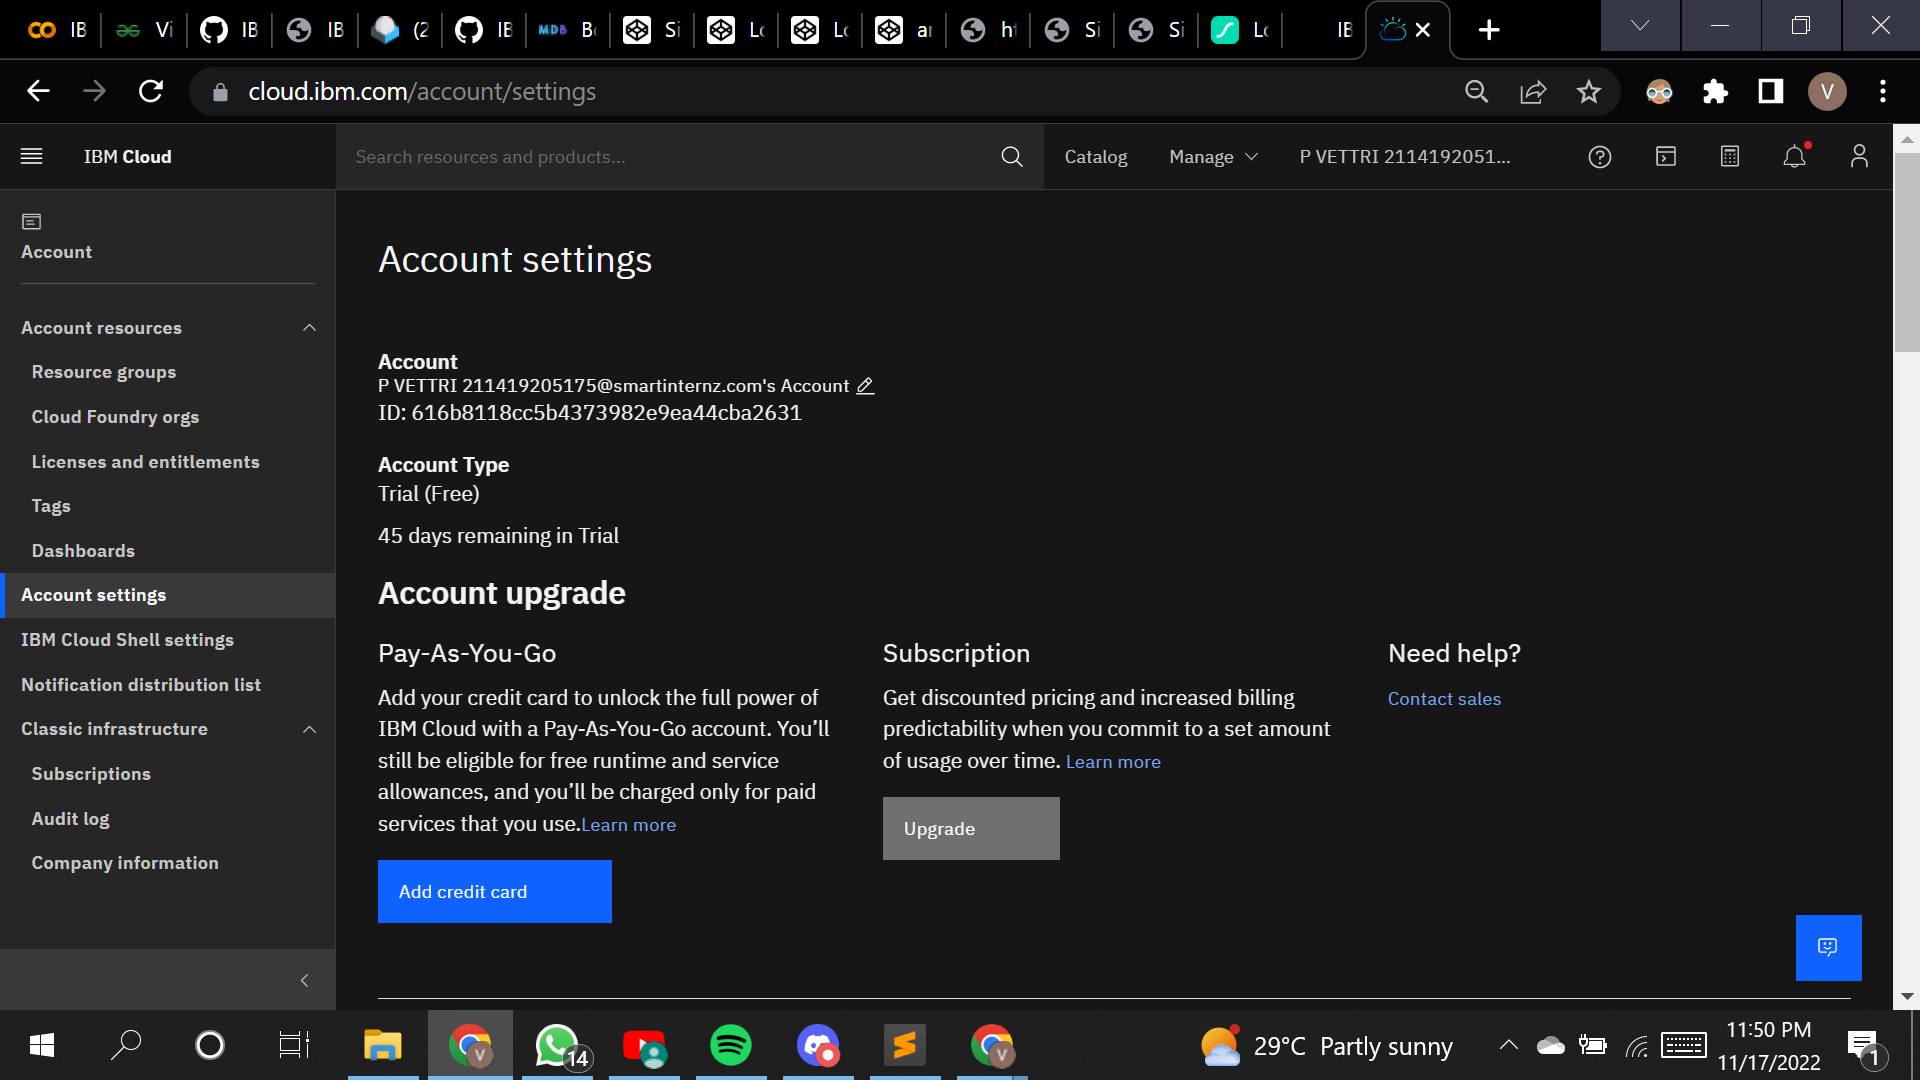 IB
Vi
IB
IB
(2
IB
MDB
Bo
Si
Lo
Lo
ar
ht
Si
Si
Lo
IB
cloud.ibm.com/account/settings
V
IBM Cloud
Search resources and products...
Catalog
Manage
P VETTRI 2114192051...
Account
Account resources
Resource groups
Cloud Foundry orgs
Licenses and entitlements
Tags
Dashboards
Account settings
IBM Cloud Shell settings
Notification distribution list
Classic infrastructure
Subscriptions
Audit log
Company information
Account settings
Account
P VETTRI 211419205175@smartinternz.com's Account
ID: 616b8118cc5b4373982e9ea44cba2631
Account Type
Trial (Free)
45 days remaining in Trial
Account upgrade
Pay-As-You-Go
Add your credit card to unlock the full power of
IBM Cloud with a Pay-As-You-Go account. You’ll
still be eligible for free runtime and service
allowances, and you’ll be charged only for paid
services that you use.Learn more
Add credit card
Subscription
Get discounted pricing and increased billing
predictability when you commit to a set amount
of usage over time. Learn more
Upgrade
Need help?
Contact sales
V
14
V
29°C Partly sunny
11:50 PM
11/17/2022
1